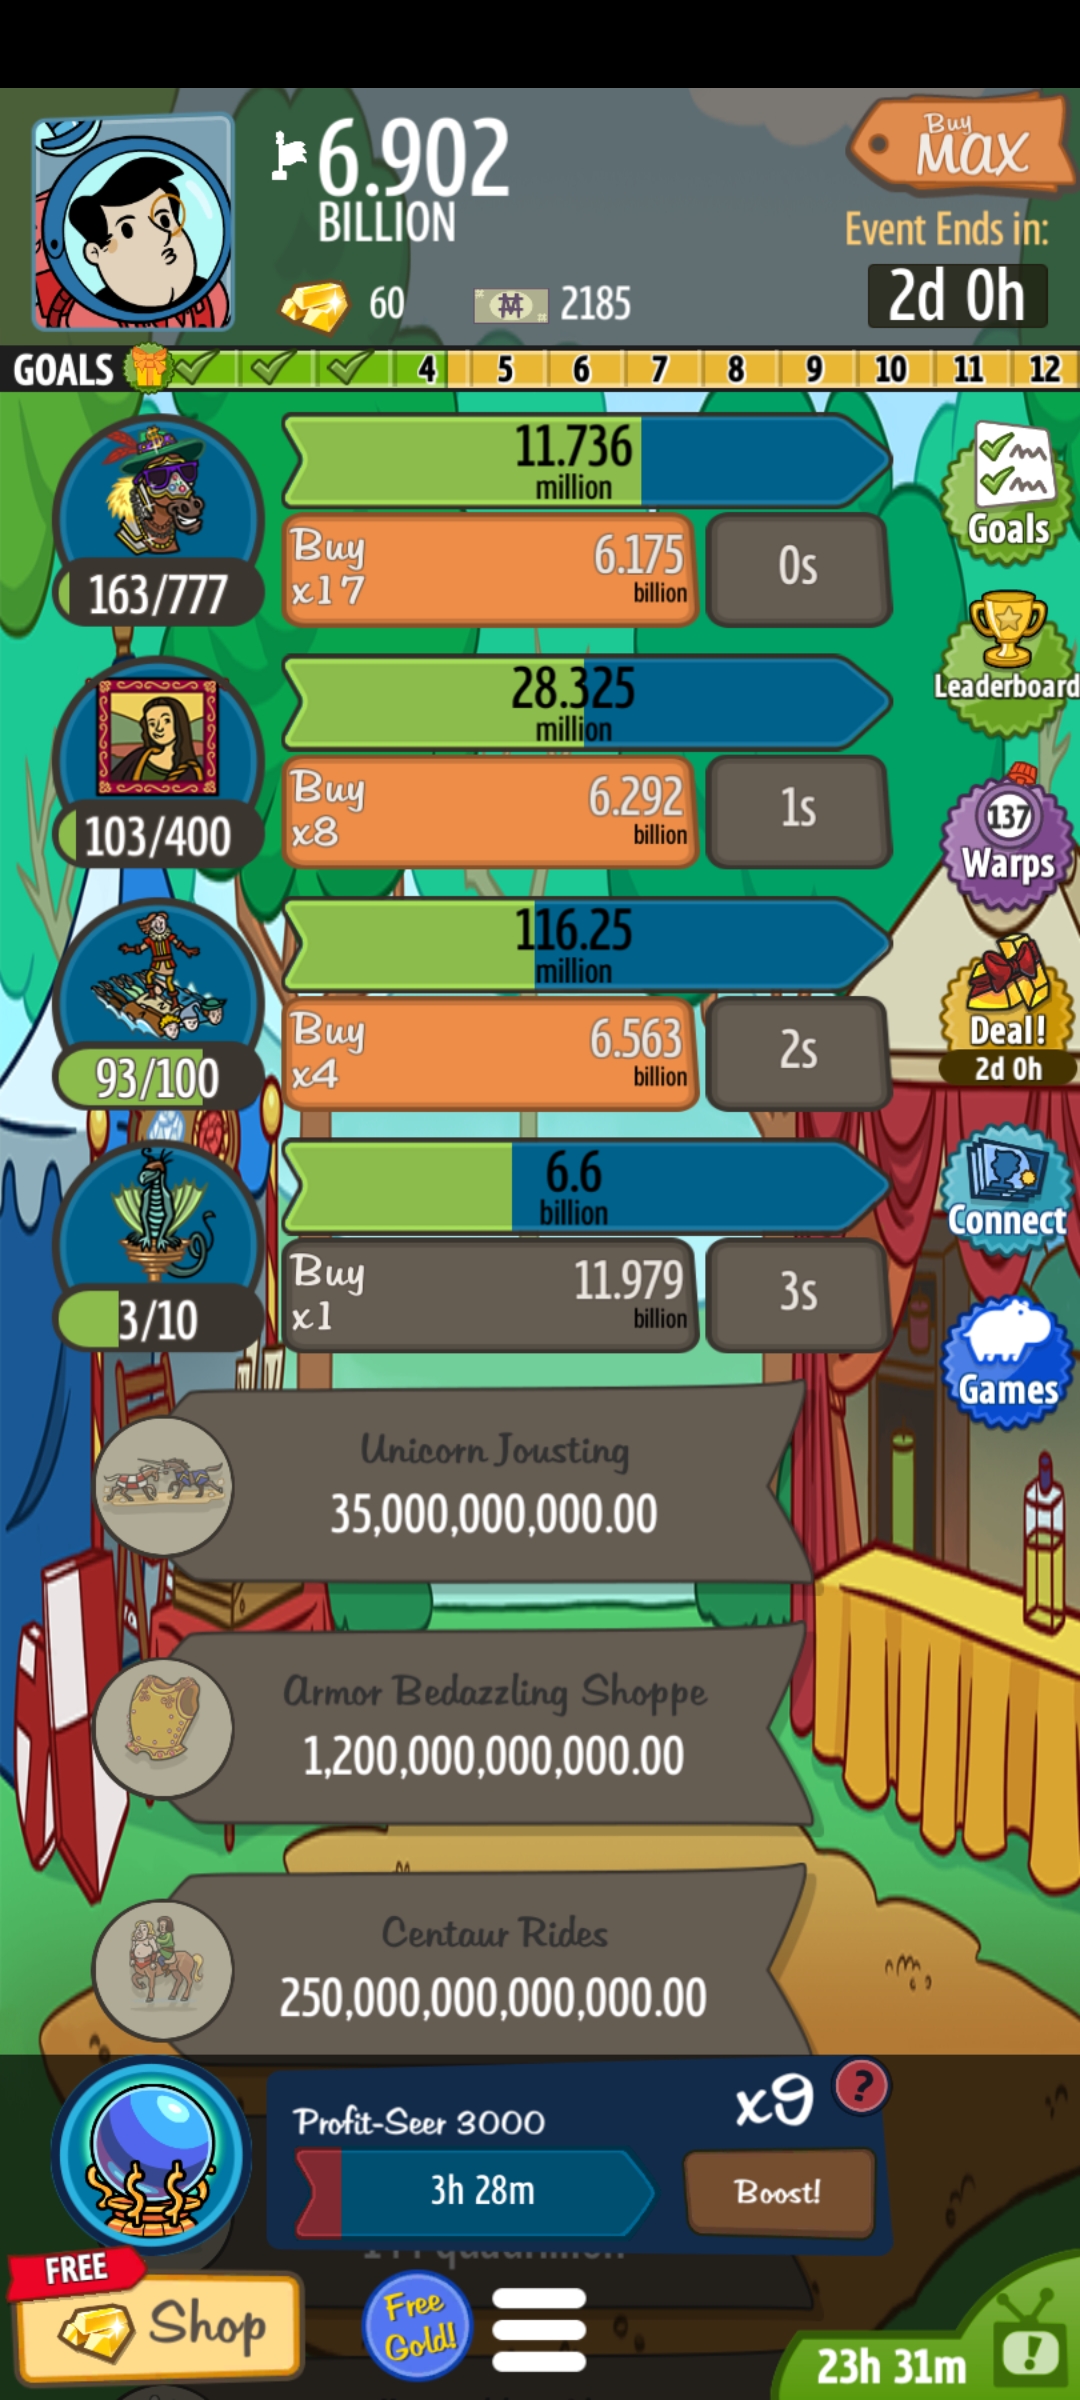 6.902
BILLION
60
2185
Buy
MAX
Event Ends in:
2d 0h
GOALS
4 5 6 7 8 9 10 11 12
11.736
million
Buy
x17
6.175
billion
0s
163/777
28.325
million
Buy
x8
6.292
billion
1s
103/400
116.25
million
Buy
x4
6.563
billion
2s
93/100
6.6
billion
Buy
x1
11.979
billion
3s
3/10
Goals
Leaderboard
137
Warps
Deal!
2d 0h
Connect
Games
Unicorn Jousting
35,000,000,000.00
Armor Bedazzling Shoppe
1,200,000,000,000.00
Centaur Rides
250,000,000,000,000.00
Profit-Seer 3000
x9
?
3h 28m
Boost!
FREE
Shop
Free
Gold!
23h 31m
!